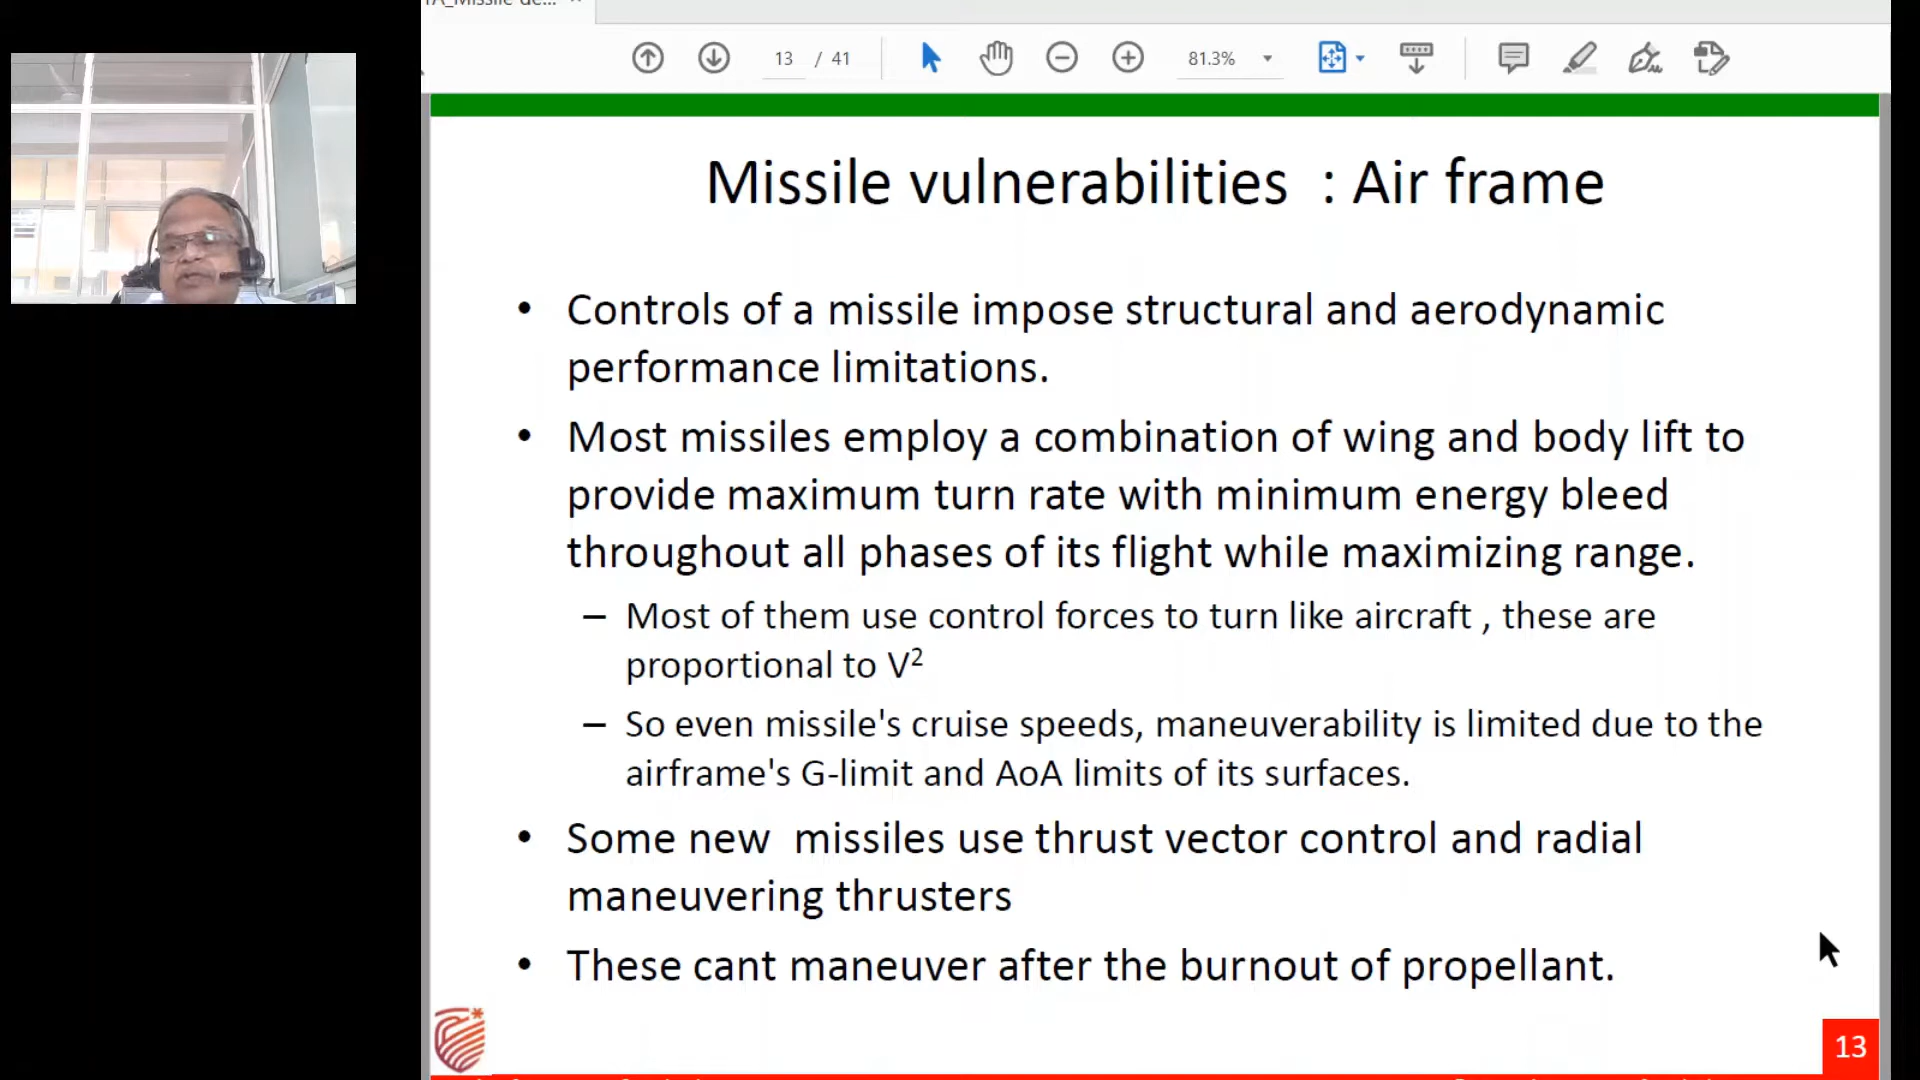 13 / 41
81.3%
Missile vulnerabilities : Air frame
• Controls of a missile impose structural and aerodynamic
performance limitations.
• Most missiles employ a combination of wing and body lift to
provide maximum turn rate with minimum energy bleed
throughout all phases of its flight while maximizing range.
– Most of them use control forces to turn like aircraft , these are
proportional to V²
– So even missile's cruise speeds, maneuverability is limited due to the
airframe's G-limit and AoA limits of its surfaces.
• Some new missiles use thrust vector control and radial
maneuvering thrusters
• These cant maneuver after the burnout of propellant.
13